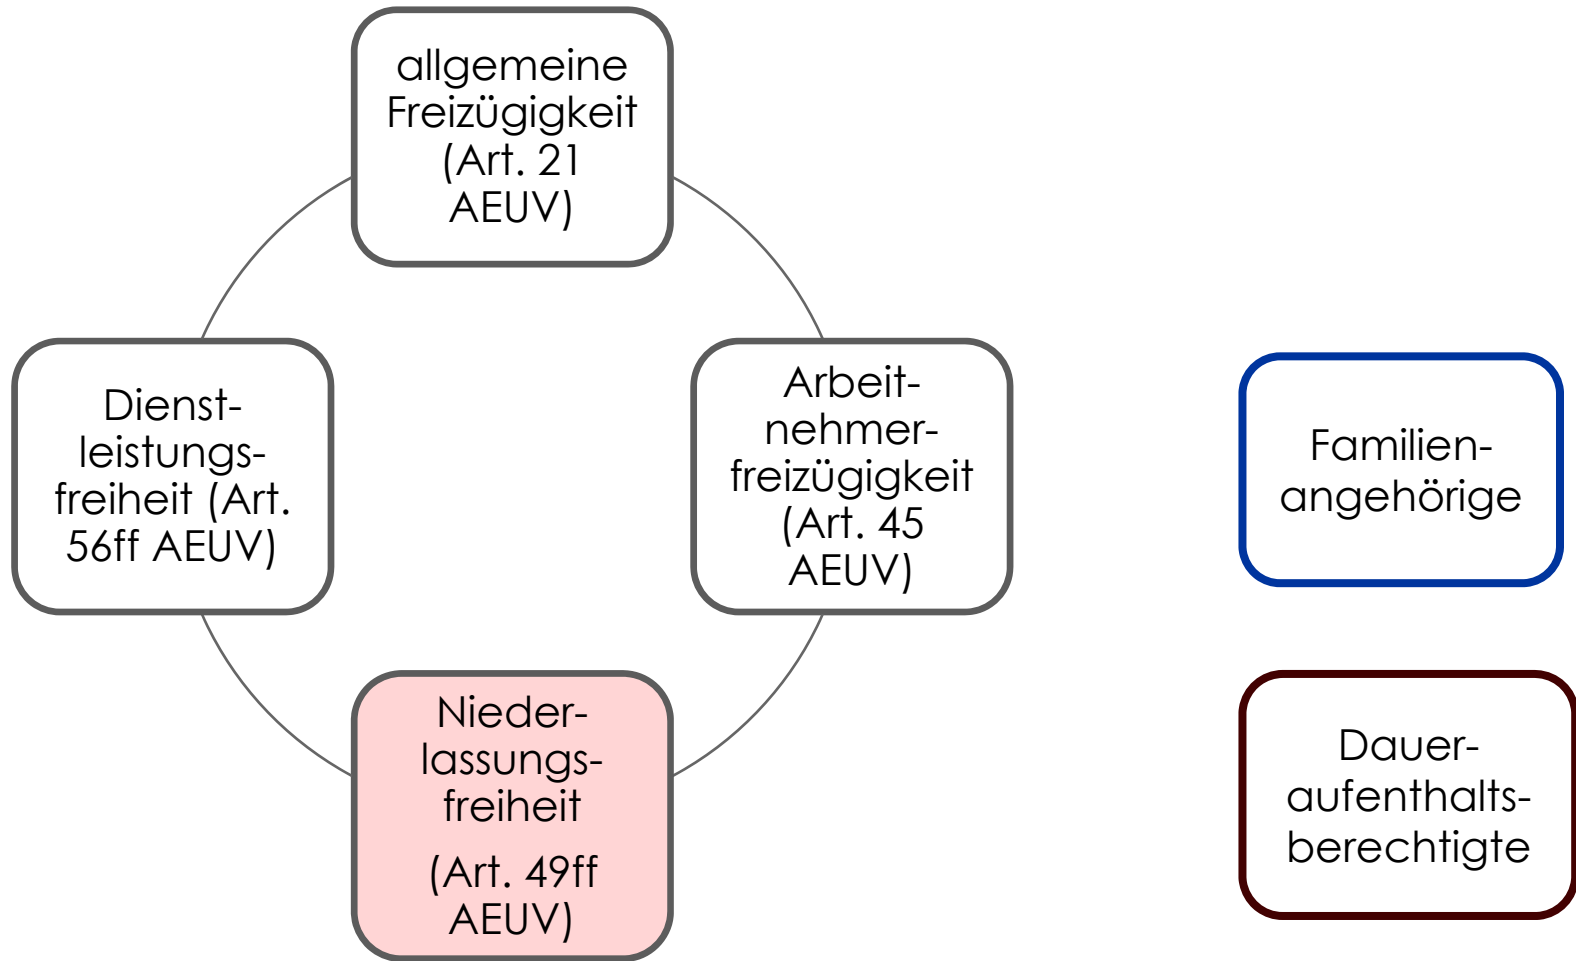 allgemeine
Freizügigkeit
(Art. 21
AEUV)
Dienst-
leistungs-
freiheit (Art.
56ff AEUV)
Arbeit-
nehmer-
freizügigkeit
(Art. 45
AEUV)
Nieder-
lassungs-
freiheit
(Art. 49ff
AEUV)
Familien-
angehörige
Dauer-
aufenthalts-
berechtigte